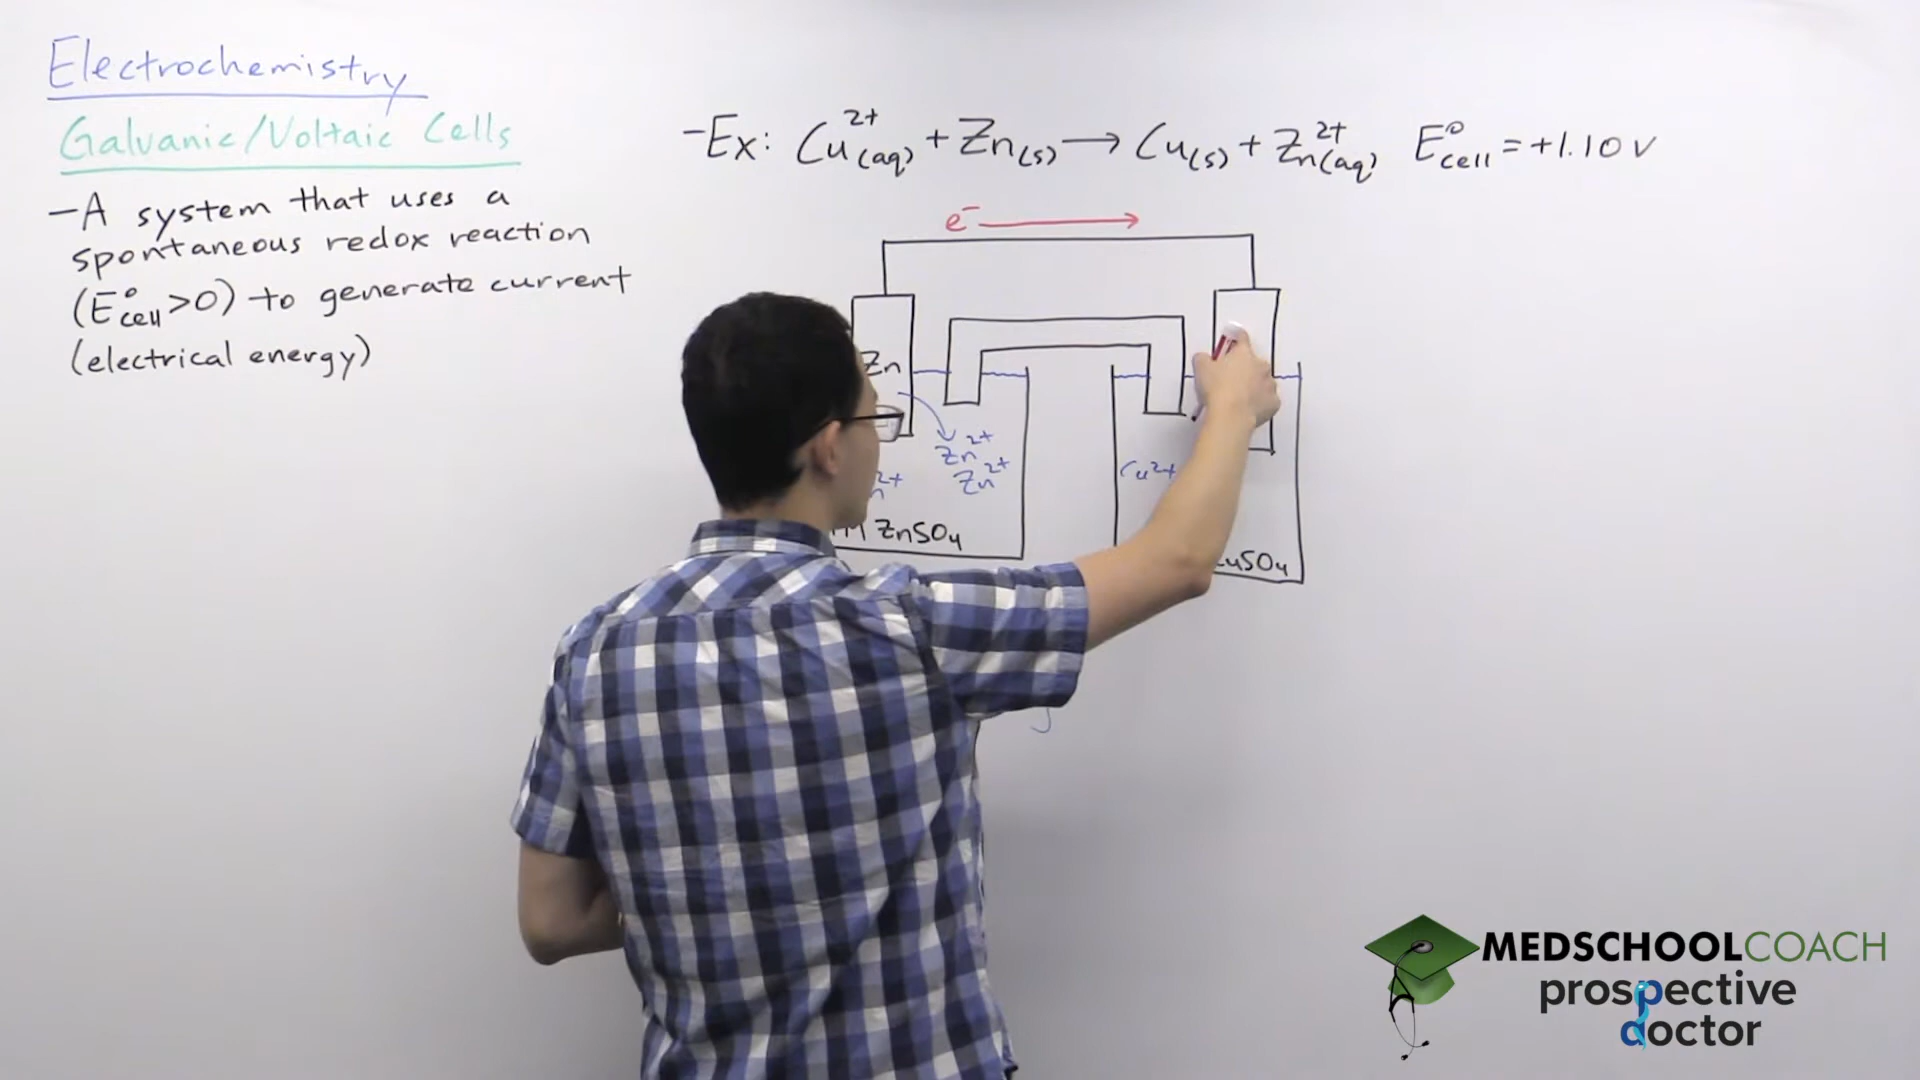 Electrochemistry
Galvanic/Voltaic Cells
-A system that uses a
spontaneous redox reaction
(E°cell>0) to generate current
(electrical energy)
-Ex: Cu²⁺(aq) + Zn(s) → Cu(s) + Zn²⁺(aq) E°cell = +1.10 V
e⁻ →
Zn
Zn²⁺
Zn²⁺
Cu²⁺
ZnSO₄
CuSO₄
MEDSCHOOLCOACH
prospective
doctor